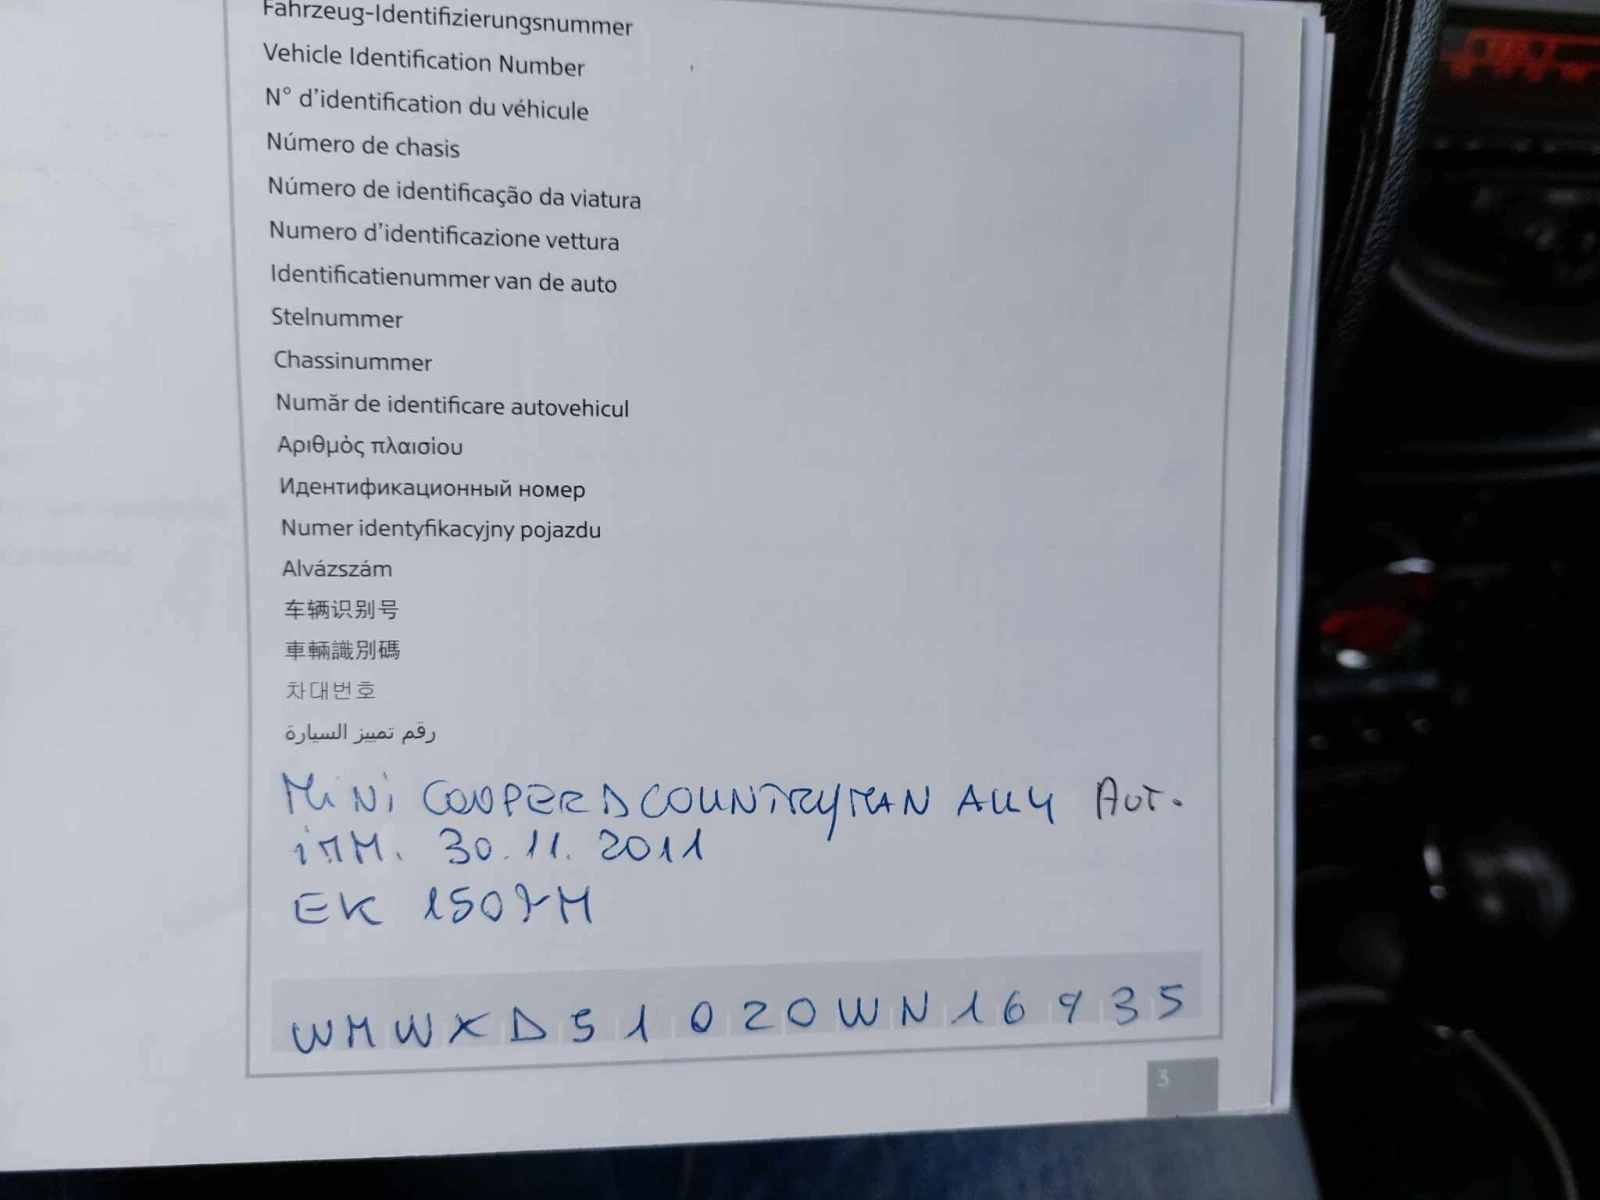 Fahrzeug-Identifizierungsnummer
Vehicle Identification Number
N° d'identification du véhicule
Número de chasis
Número de identificação da viatura
Numero d'identificazione vettura
Identificatienummer van de auto
Stelnummer
Chassinummer
Număr de identificare autovehicul
Αριθμός πλαισίου
Идентификационный номер
Numer identyfikacyjny pojazdu
Alvázszám
车辆识别号
車輛識別碼
차대번호
رقم تمييز السيارة
MiNi COOPER D COUNTRYMAN ALL4 AUT.
iMM. 30.11.2011
EK
WMWXD51020WN16935
3